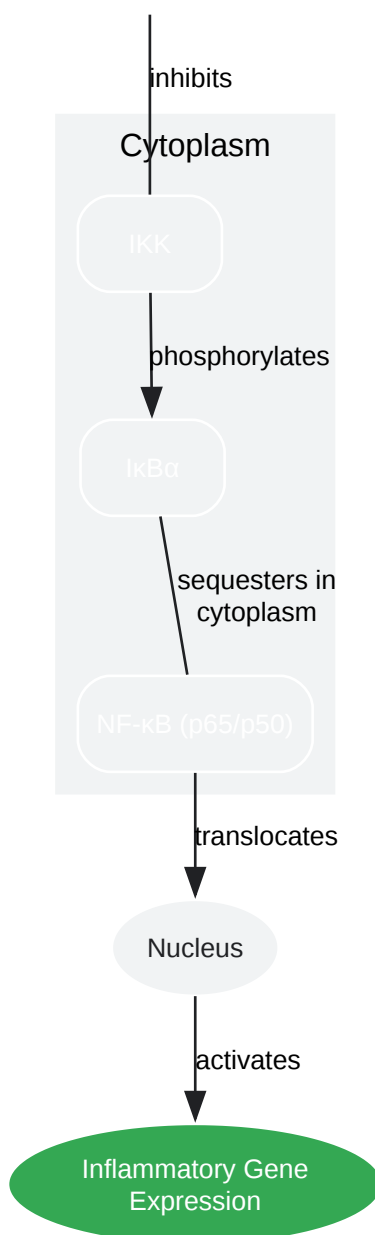 inhibits
Cytoplasm
IKK
phosphorylates
IκBα
sequesters in
cytoplasm
NF-κB (p65/p50)
translocates
Nucleus
activates
Inflammatory Gene
Expression